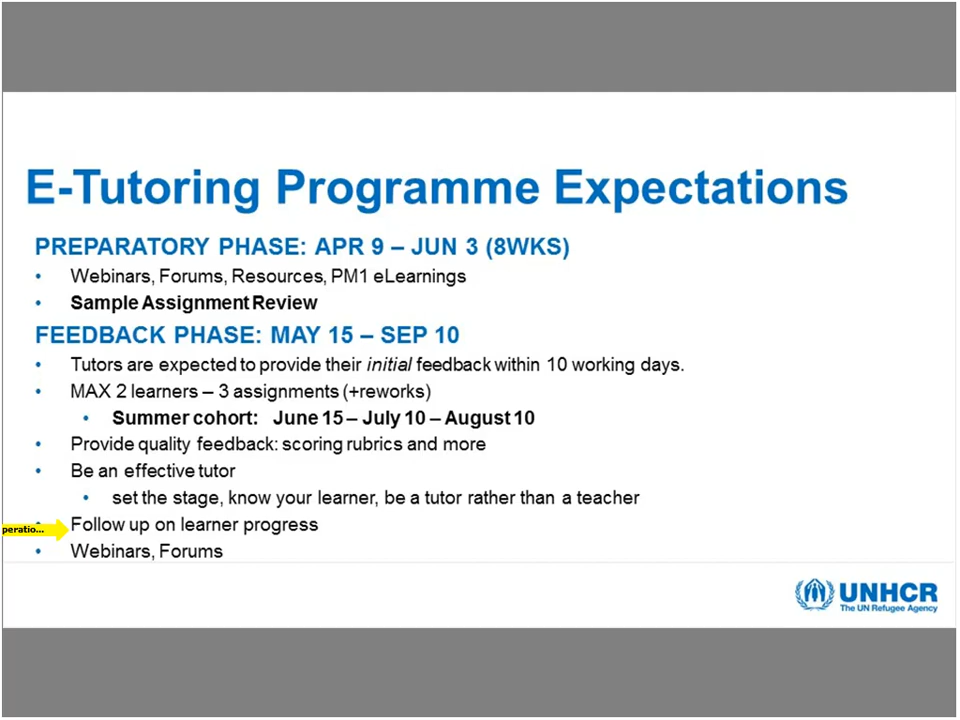 E-Tutoring Programme Expectations
PREPARATORY PHASE: APR 9 – JUN 3 (8WKS)
• Webinars, Forums, Resources, PM1 eLearnings
• Sample Assignment Review
FEEDBACK PHASE: MAY 15 – SEP 10
• Tutors are expected to provide their initial feedback within 10 working days.
• MAX 2 learners – 3 assignments (+reworks)
• Summer cohort: June 15 – July 10 – August 10
• Provide quality feedback: scoring rubrics and more
• Be an effective tutor
• set the stage, know your learner, be a tutor rather than a teacher
peratio... • Follow up on learner progress
• Webinars, Forums
UNHCR
The UN Refugee Agency